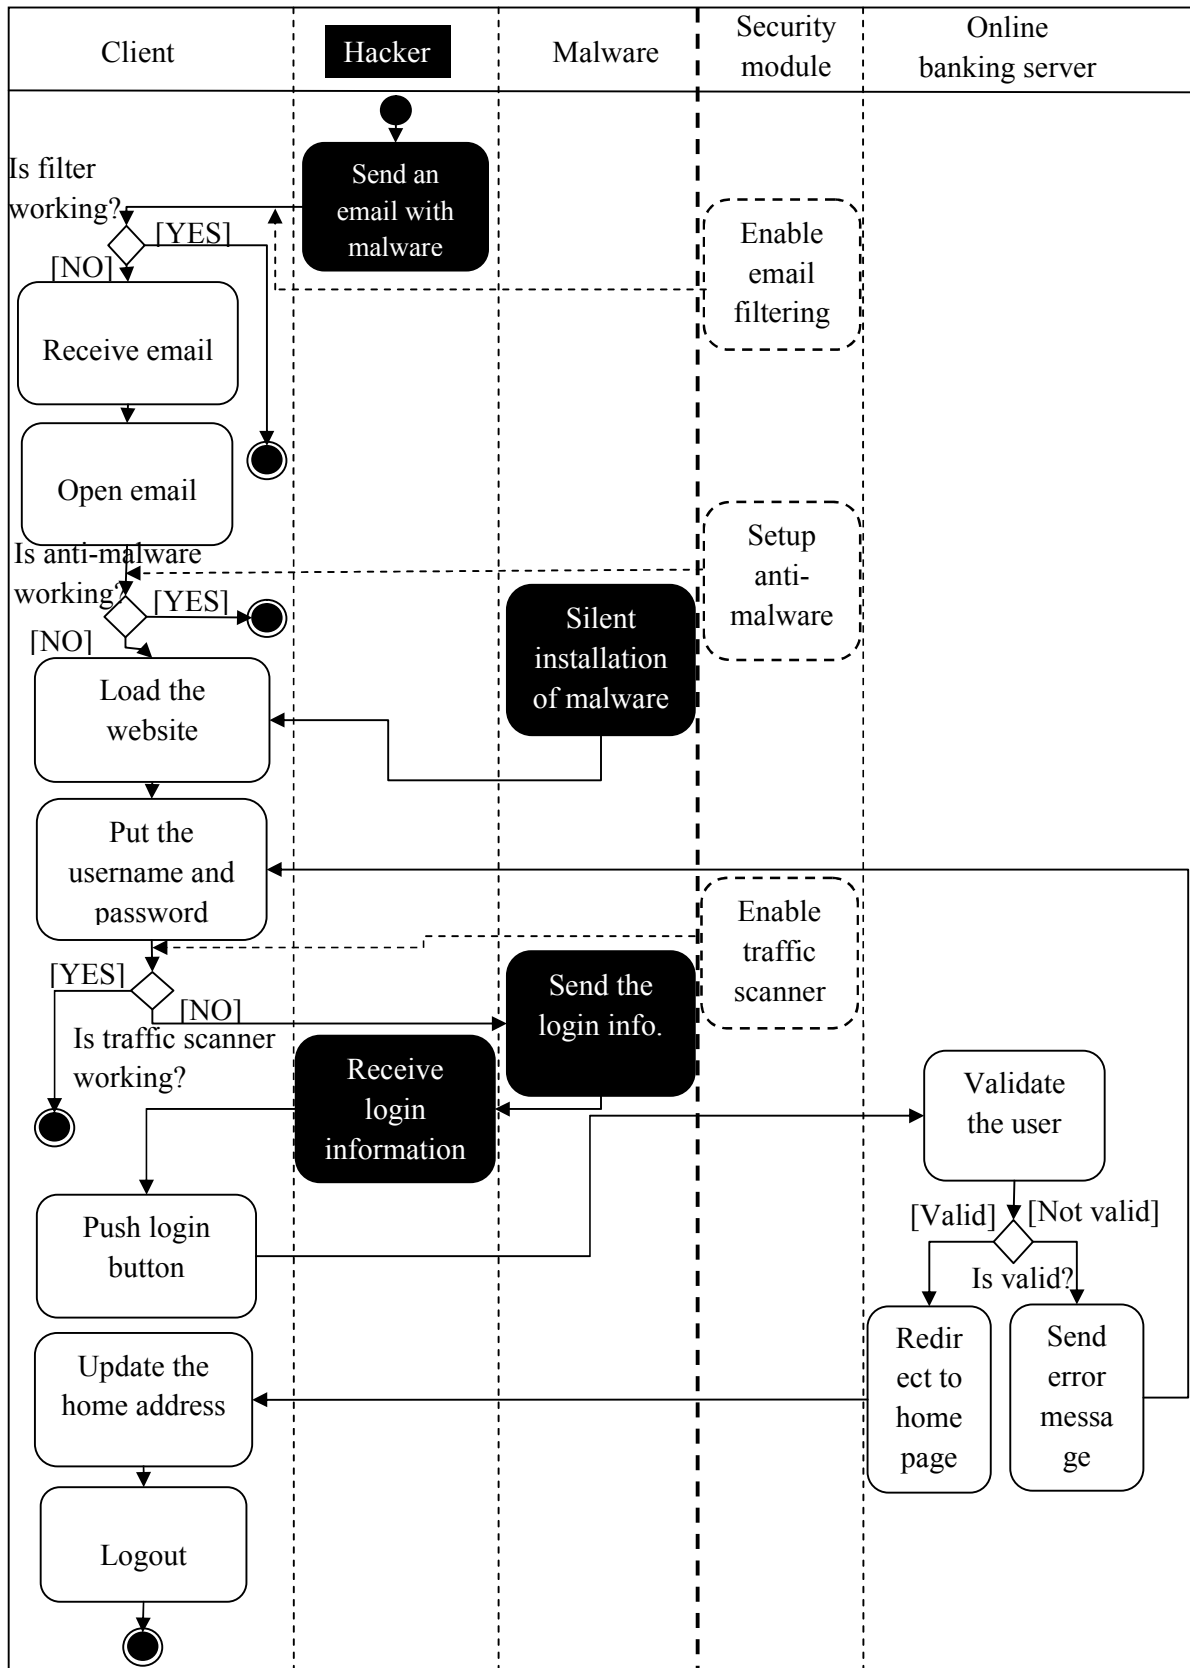 Client
Hacker
Malware
Security
module
Online
banking server
Is filter
working?
Send an
email with
malware
[YES]
[NO]
Enable
email
filtering
Receive email
Open email
Is anti-malware
working?
[YES]
[NO]
Setup
anti-
malware
Silent
installation
of malware
Load the
website
Put the
username and
password
Enable
traffic
scanner
[YES]
[NO]
Is traffic scanner
working?
Send the
login info.
Receive
login
information
Validate
the user
[Valid]
[Not valid]
Is valid?
Push login
button
Redir
ect to
home
page
Send
error
messa
ge
Update the
home address
Logout